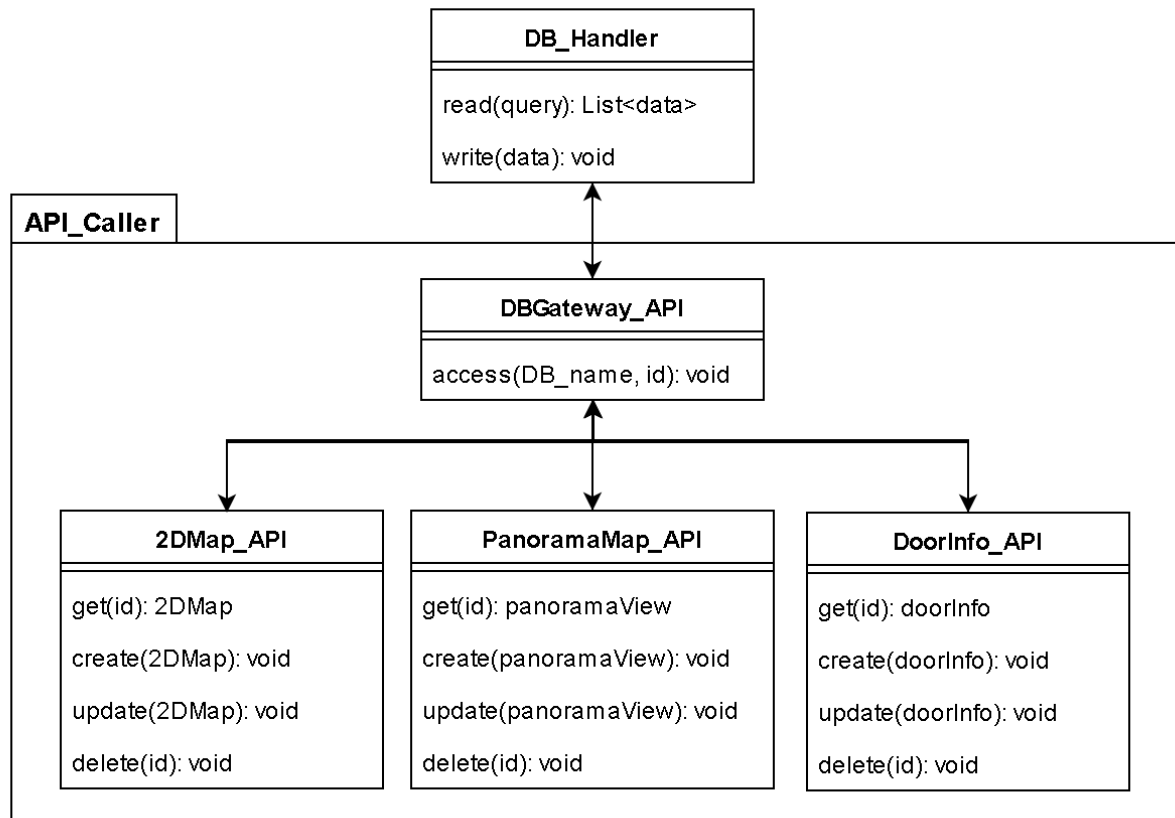 DB_Handler
read(query): List<data>
write(data): void
API_Caller
DBGateway_API
access(DB_name, id): void
2DMap_API
get(id): 2DMap
create(2DMap): void
update(2DMap): void
delete(id): void
PanoramaMap_API
get(id): panoramaView
create(panoramaView): void
update(panoramaView): void
delete(id): void
DoorInfo_API
get(id): doorInfo
create(doorInfo): void
update(doorInfo): void
delete(id): void